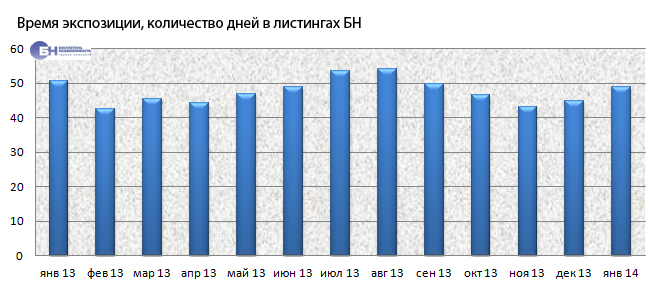 Время экспозиции, количество дней в листингах БН
БН
60
50
40
30
20
10
0
янв 13 фев 13 мар 13 апр 13 май 13 июн 13 июл 13 авг 13 сен 13 окт 13 ноя 13 дек 13 янв 14